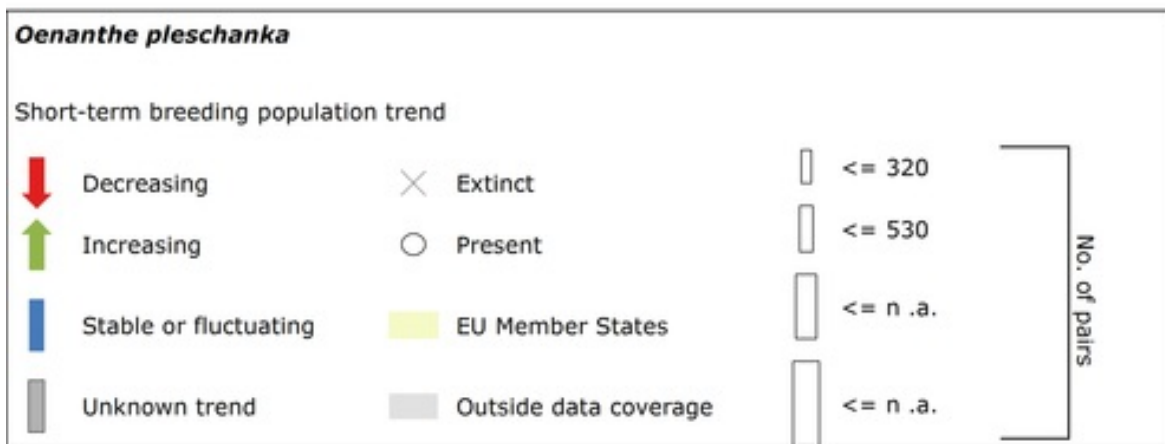 Oenanthe pleschanka
Short-term breeding population trend
Decreasing
Extinct
<= 320
Increasing
Present
<= 530
Stable or fluctuating
EU Member States
<= n .a.
Unknown trend
Outside data coverage
<= n .a.
No. of pairs